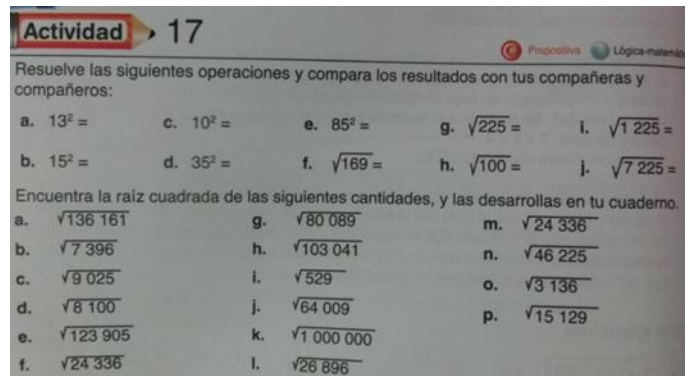 Actividad 17
Propositiva Lógica-matemáti
Resuelve las siguientes operaciones y compara los resultados con tus compañeras y
compañeros:
a. 13² = c. 10² = e. 85² = g. √225 = i. √1 225 =
b. 15² = d. 35² = f. √169 = h. √100 = j. √7 225 =
Encuentra la raíz cuadrada de las siguientes cantidades, y las desarrollas en tu cuaderno.
a. √136 161 g. √80 089 m. √24 336
b. √7 396 h. √103 041 n. √46 225
c. √9 025 i. √529 o. √3 136
d. √8 100 j. √64 009 p. √15 129
e. √123 905 k. √1 000 000
f. √24 336 l. √26 896